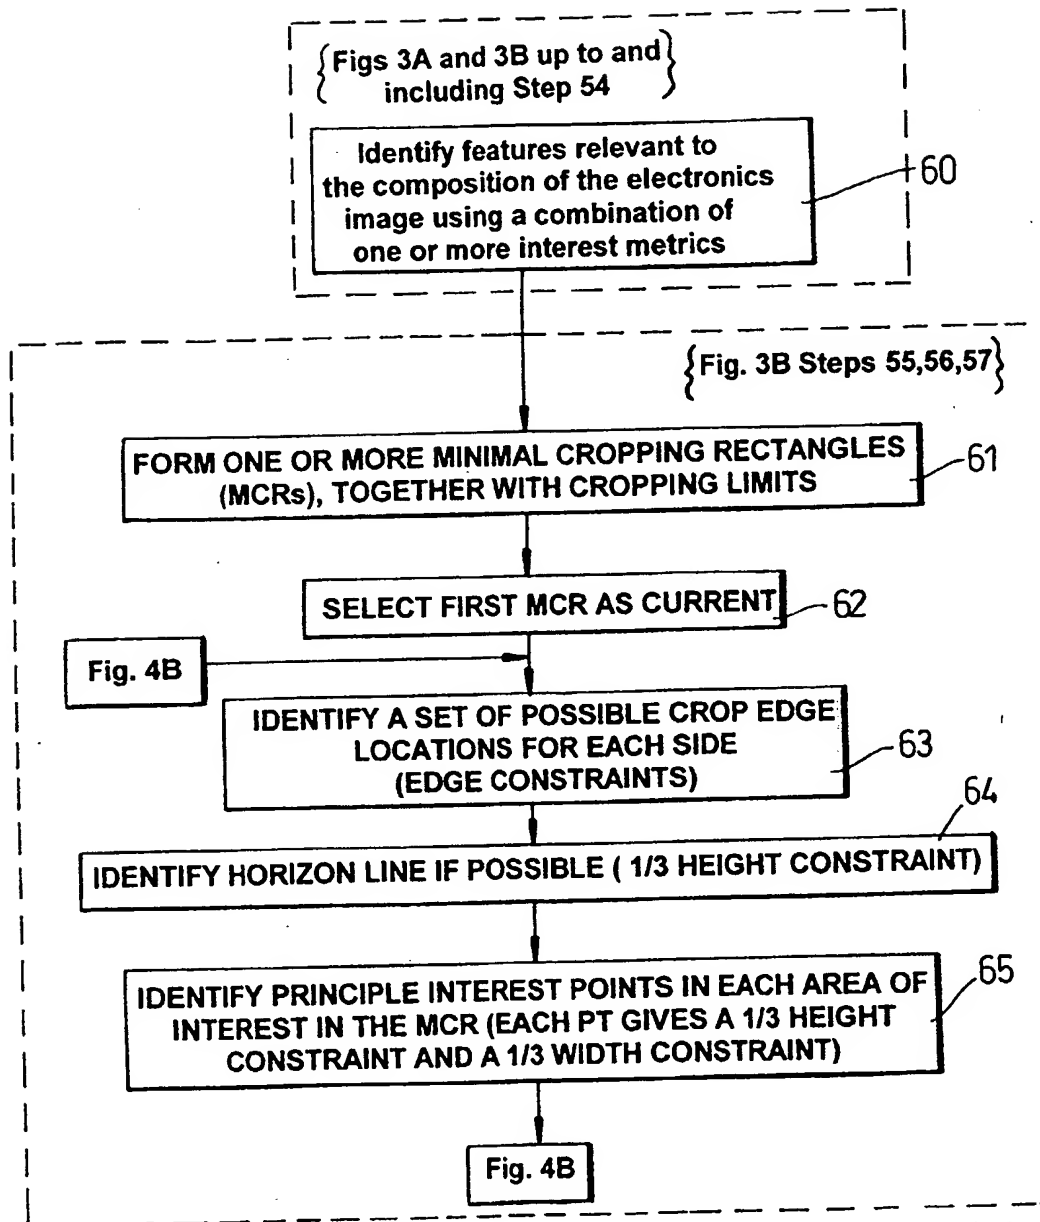 {Figs 3A and 3B up to and
including Step 54}
Identify features relevant to
the composition of the electronics
image using a combination of
one or more interest metrics
60
{Fig. 3B Steps 55,56,57}
FORM ONE OR MORE MINIMAL CROPPING RECTANGLES
(MCRs), TOGETHER WITH CROPPING LIMITS
61
SELECT FIRST MCR AS CURRENT
62
Fig. 4B
IDENTIFY A SET OF POSSIBLE CROP EDGE
LOCATIONS FOR EACH SIDE
(EDGE CONSTRAINTS)
63
64
IDENTIFY HORIZON LINE IF POSSIBLE ( 1/3 HEIGHT CONSTRAINT)
65
IDENTIFY PRINCIPLE INTEREST POINTS IN EACH AREA OF
INTEREST IN THE MCR (EACH PT GIVES A 1/3 HEIGHT
CONSTRAINT AND A 1/3 WIDTH CONSTRAINT)
Fig. 4B